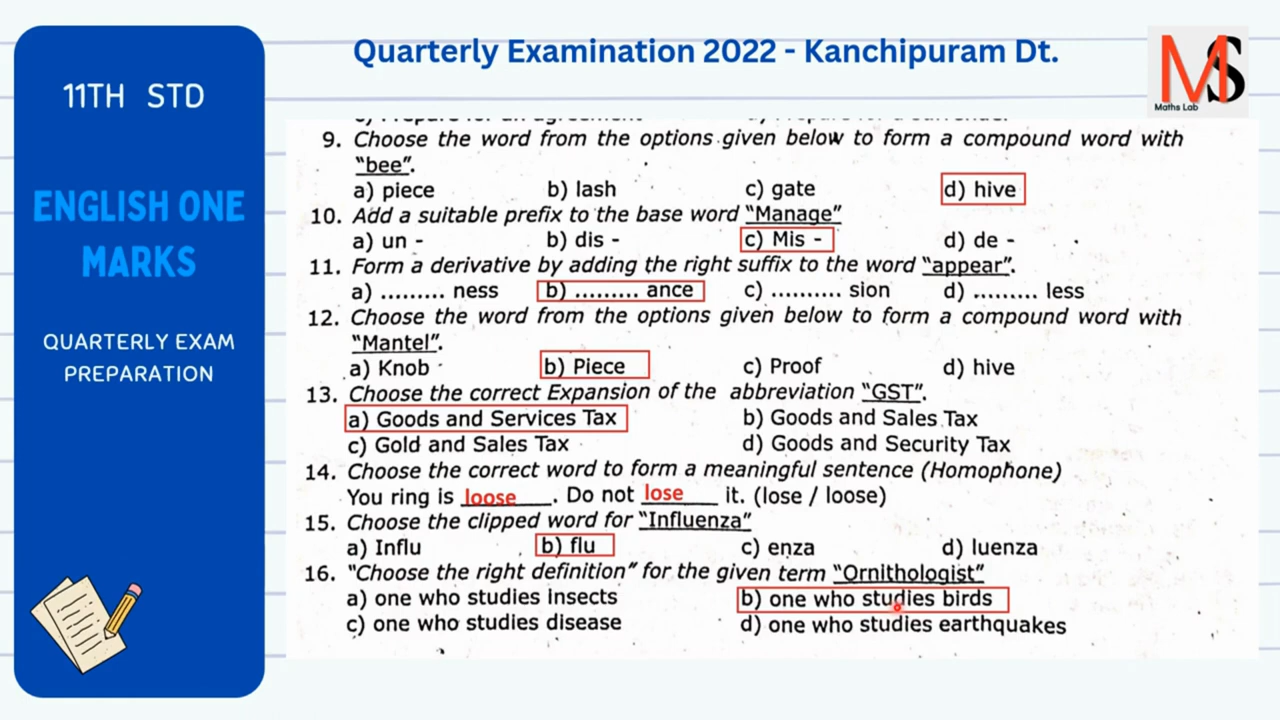 Quarterly Examination 2022 - Kanchipuram Dt.
MS
Maths Lab
11TH STD
ENGLISH ONE
MARKS
QUARTERLY EXAM
PREPARATION
9. Choose the word from the options given below to form a compound word with
"bee".
a) piece b) lash c) gate d) hive
10. Add a suitable prefix to the base word "Manage"
a) un - b) dis - c) Mis - d) de -
11. Form a derivative by adding the right suffix to the word "appear".
a) ......... ness b) ......... ance c) .......... sion d) ......... less
12. Choose the word from the options given below to form a compound word with
"Mantel".
a) Knob b) Piece c) Proof d) hive
13. Choose the correct Expansion of the abbreviation "GST".
a) Goods and Services Tax b) Goods and Sales Tax
c) Gold and Sales Tax d) Goods and Security Tax
14. Choose the correct word to form a meaningful sentence (Homophone)
You ring is loose. Do not lose it. (lose / loose)
15. Choose the clipped word for "Influenza"
a) Influ b) flu c) enza d) luenza
16. "Choose the right definition" for the given term "Ornithologist"
a) one who studies insects b) one who studies birds
c) one who studies disease d) one who studies earthquakes